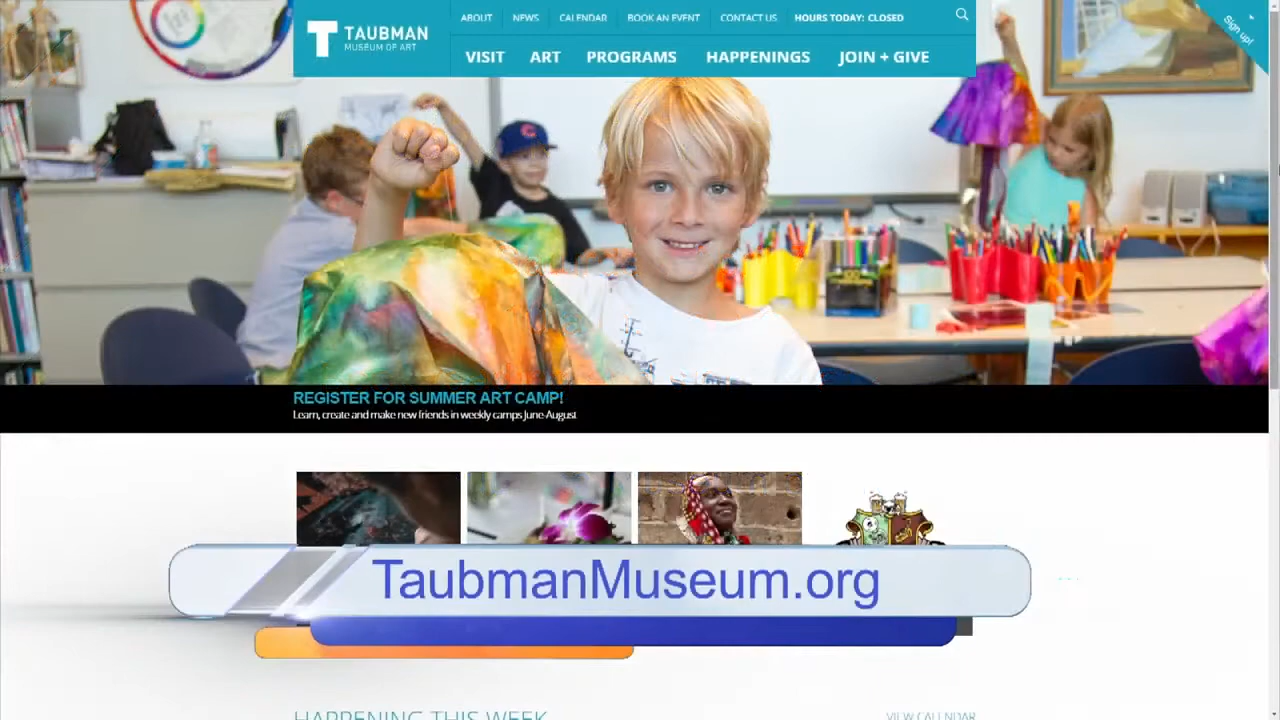 TAUBMAN
MUSEUM OF ART
ABOUT NEWS CALENDAR BOOK AN EVENT CONTACT US HOURS TODAY: CLOSED
VISIT ART PROGRAMS HAPPENINGS JOIN + GIVE
Sign up!
C
REGISTER FOR SUMMER ART CAMP!
Learn, create and make new friends in weekly camps June-August
TaubmanMuseum.org
HAPPENING THIS WEEK
VIEW CALENDAR